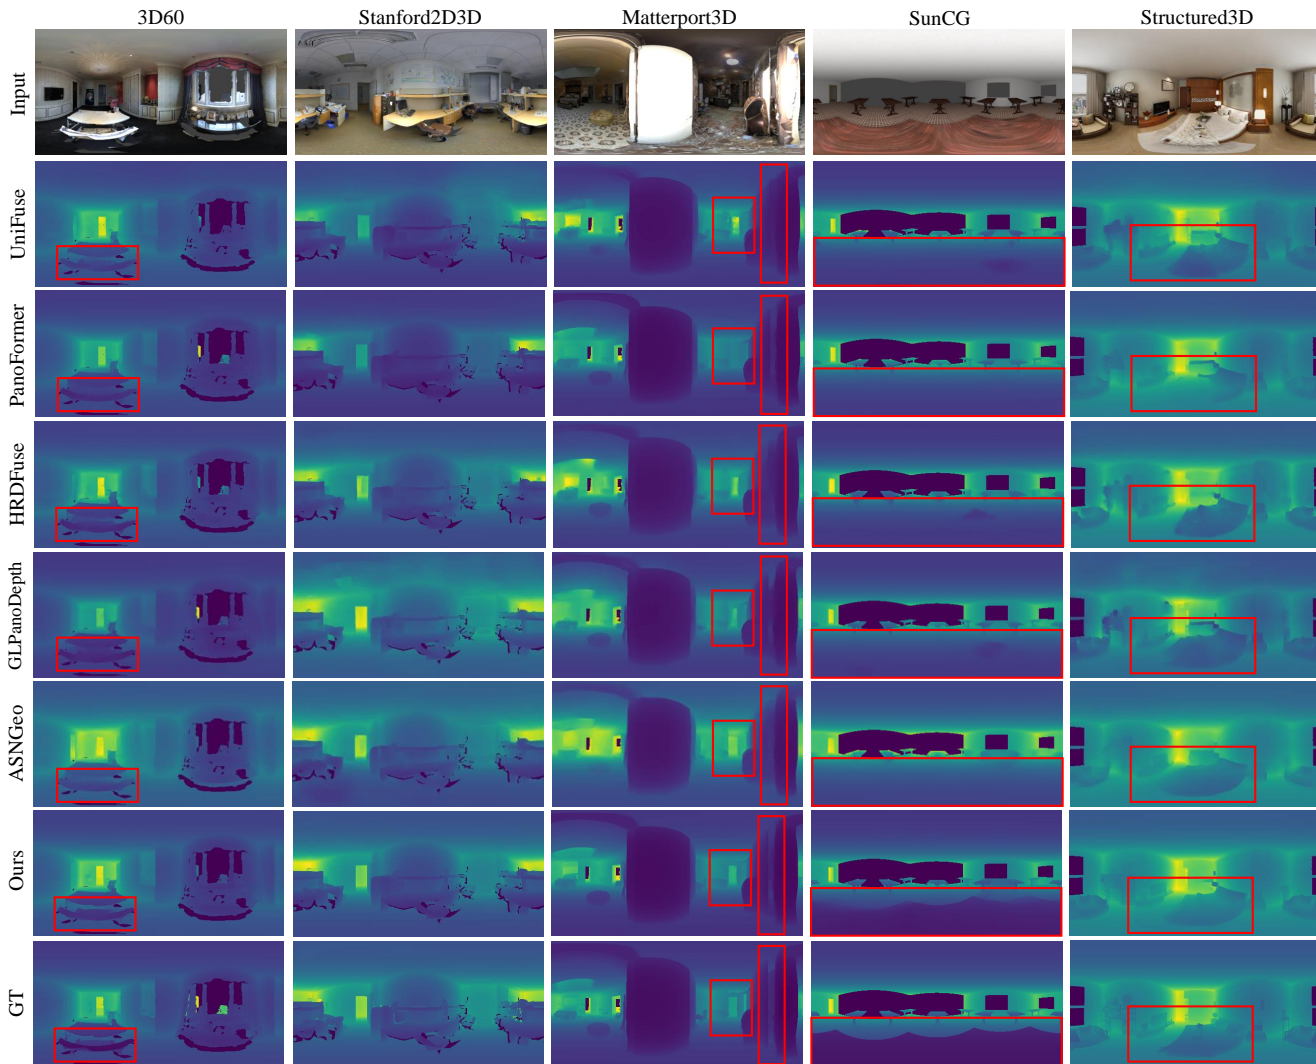 3D60 Stanford2D3D Matterport3D SunCG Structured3D
Input
UniFuse
PanoFormer
HRDFuse
GLPanoDepth
ASNGeo
Ours
GT